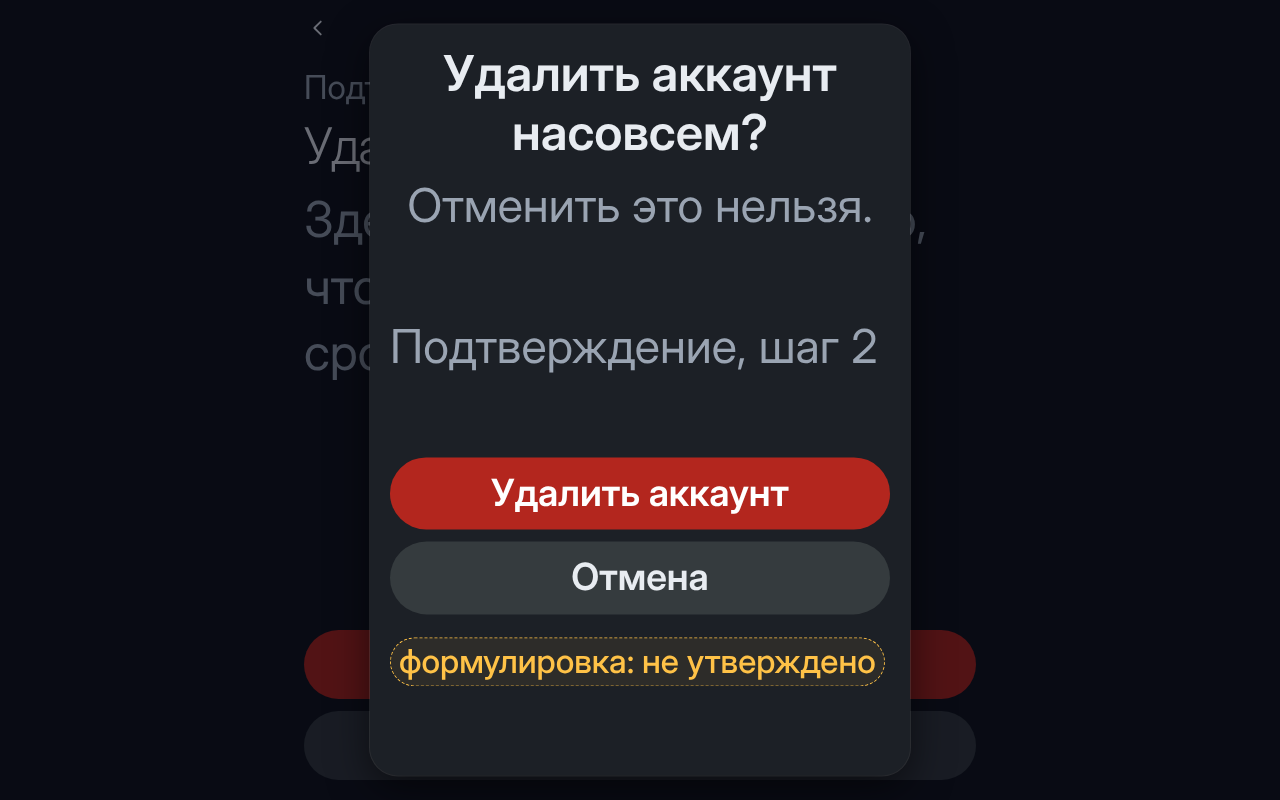 Удалить аккаунт
насовсем?
Отменить это нельзя.
Подтверждение, шаг 2
Удалить аккаунт
Отмена
формулировка: не утверждено